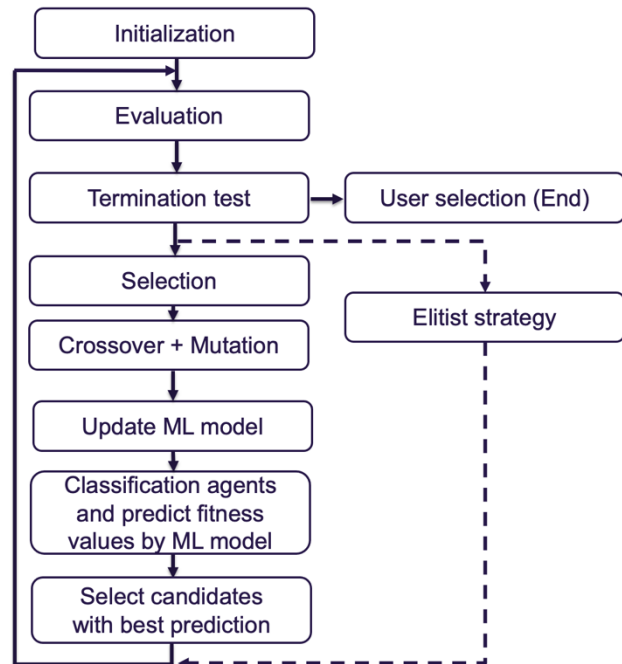 Initialization
Evaluation
Termination test
User selection (End)
Selection
Elitist strategy
Crossover + Mutation
Update ML model
Classification agents
and predict fitness
values by ML model
Select candidates
with best prediction